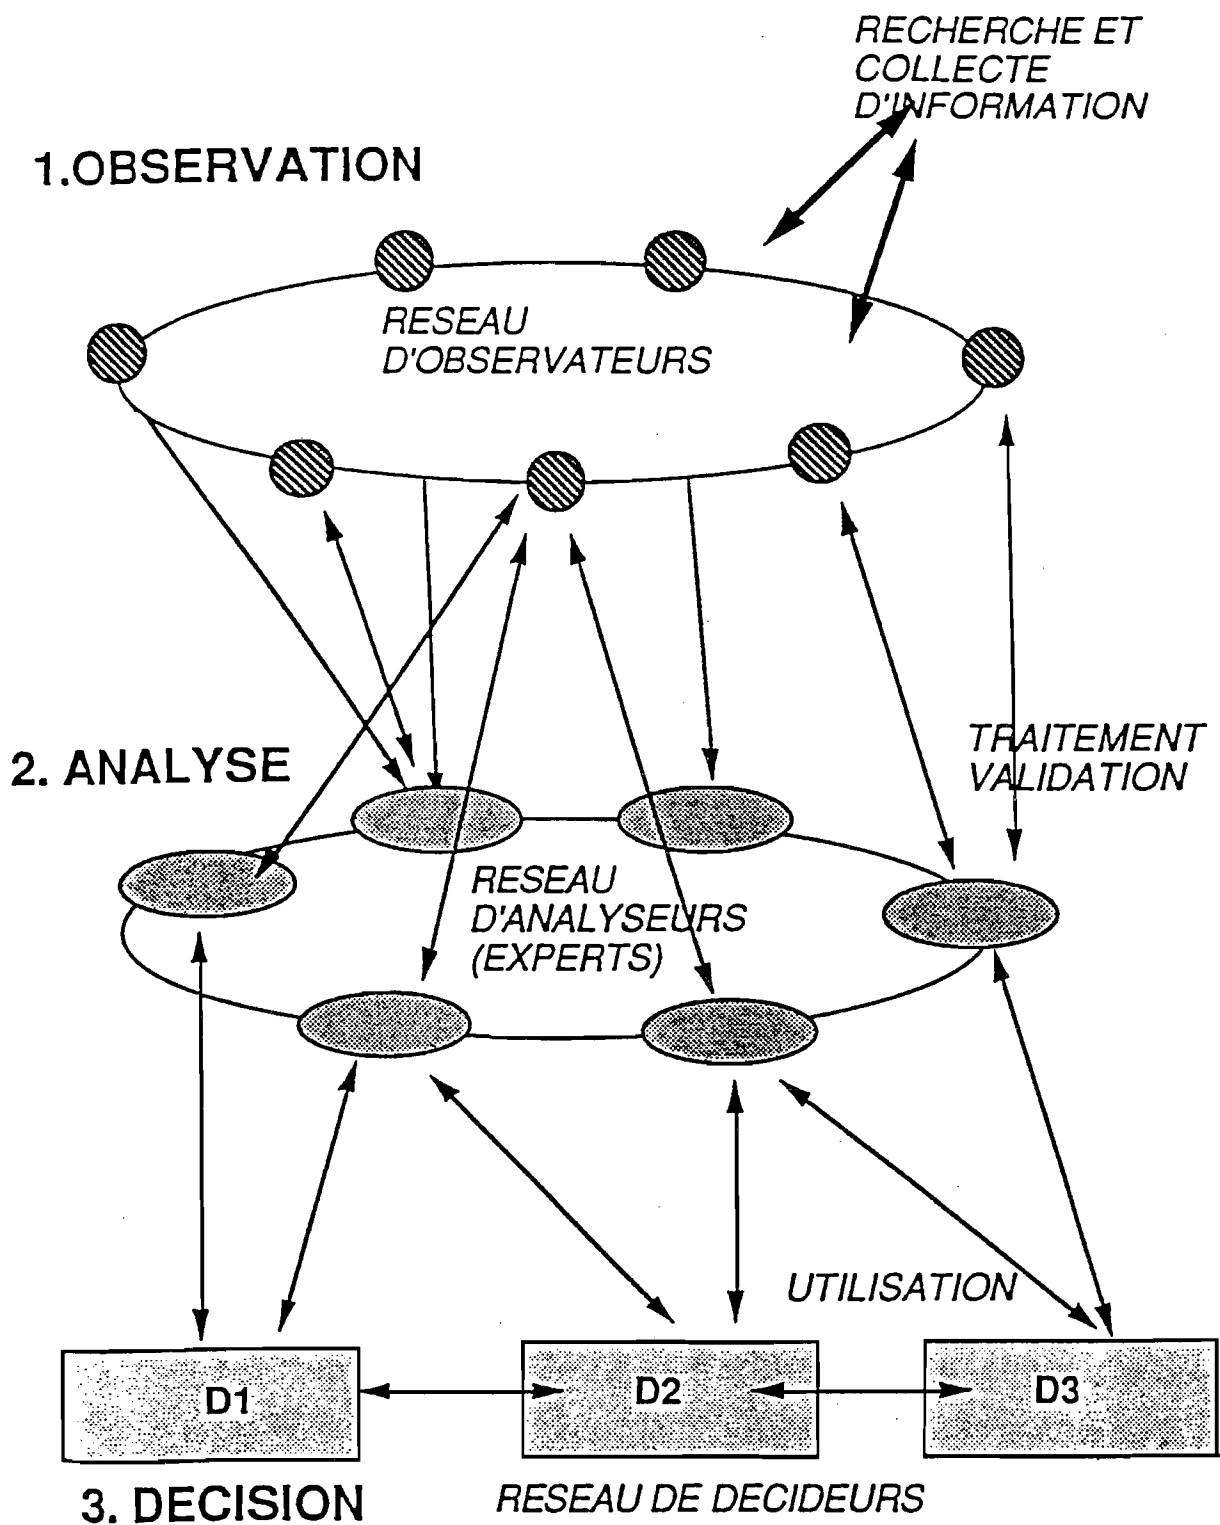 RECHERCHE ET
COLLECTE
D'INFORMATION
1.OBSERVATION
RESEAU
D'OBSERVATEURS
TRAITEMENT
VALIDATION
2. ANALYSE
RESEAU
D'ANALYSEURS
(EXPERTS)
UTILISATION
D1
D2
D3
3. DECISION
RESEAU DE DECIDEURS